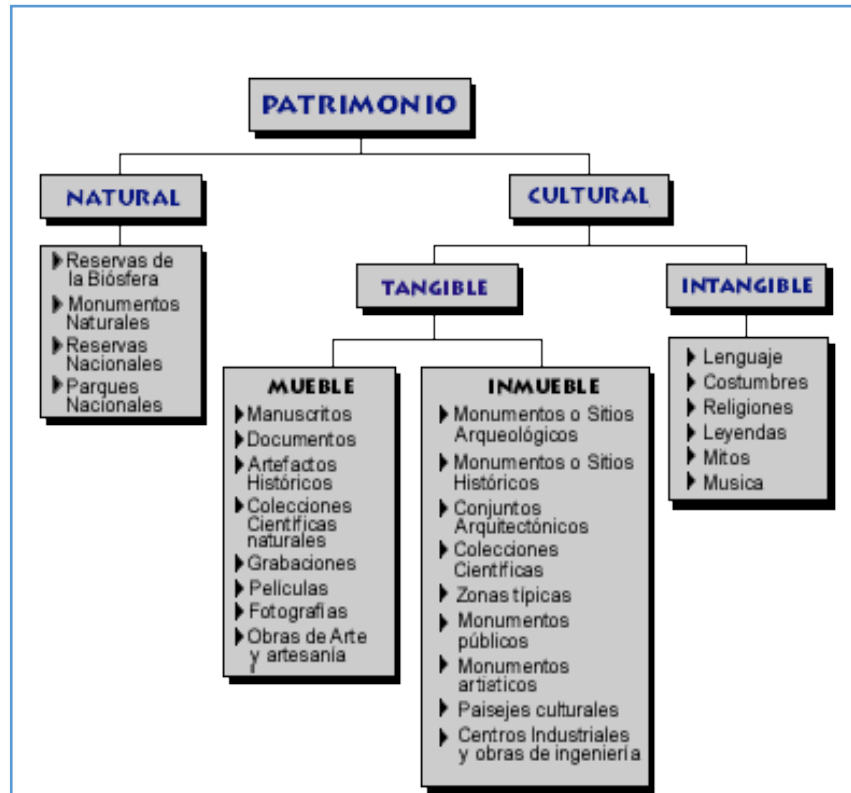 PATRIMONIO
NATURAL
Reservas de
la Biósfera
Monumentos
Naturales
Reservas
Nacionales
Parques
Nacionales
CULTURAL
TANGIBLE
MUEBLE
Manuscritos
Documentos
Artefactos
Históricos
Colecciones
Científicas
naturales
Grabaciones
Películas
Fotografías
Obras de Arte
y artesanía
INMUEBLE
Monumentos o Sitios
Arqueológicos
Monumentos o Sitios
Históricos
Conjuntos
Arquitectónicos
Colecciones
Científicas
Zonas típicas
Monumentos
públicos
Monumentos
artiaticos
Paisejes culturales
Centros Industriales
y obras de ingeniería
INTANGIBLE
Lenguaje
Costumbres
Religiones
Leyendas
Mitos
Musica